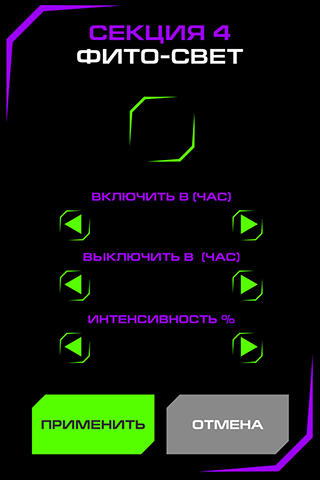 СЕКЦИЯ 4
ФИТО-СВЕТ
ВКЛЮЧИТЬ В (ЧАС)
ВЫКЛЮЧИТЬ В (ЧАС)
ИНТЕНСИВНОСТЬ %
ПРИМЕНИТЬ
ОТМЕНА